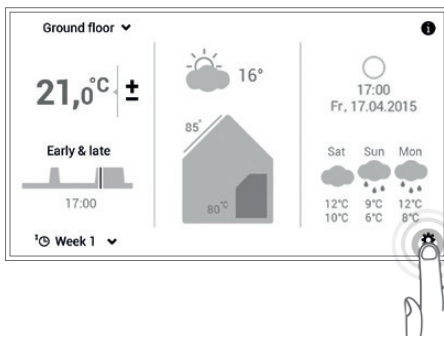 Ground floor
21,0°C ±
Early & late
17:00
¹ Week 1
16°
85°
80 °C
17:00
Fr, 17.04.2015
Sat Sun Mon
12°C 9°C 12°C
10°C 6°C 8°C